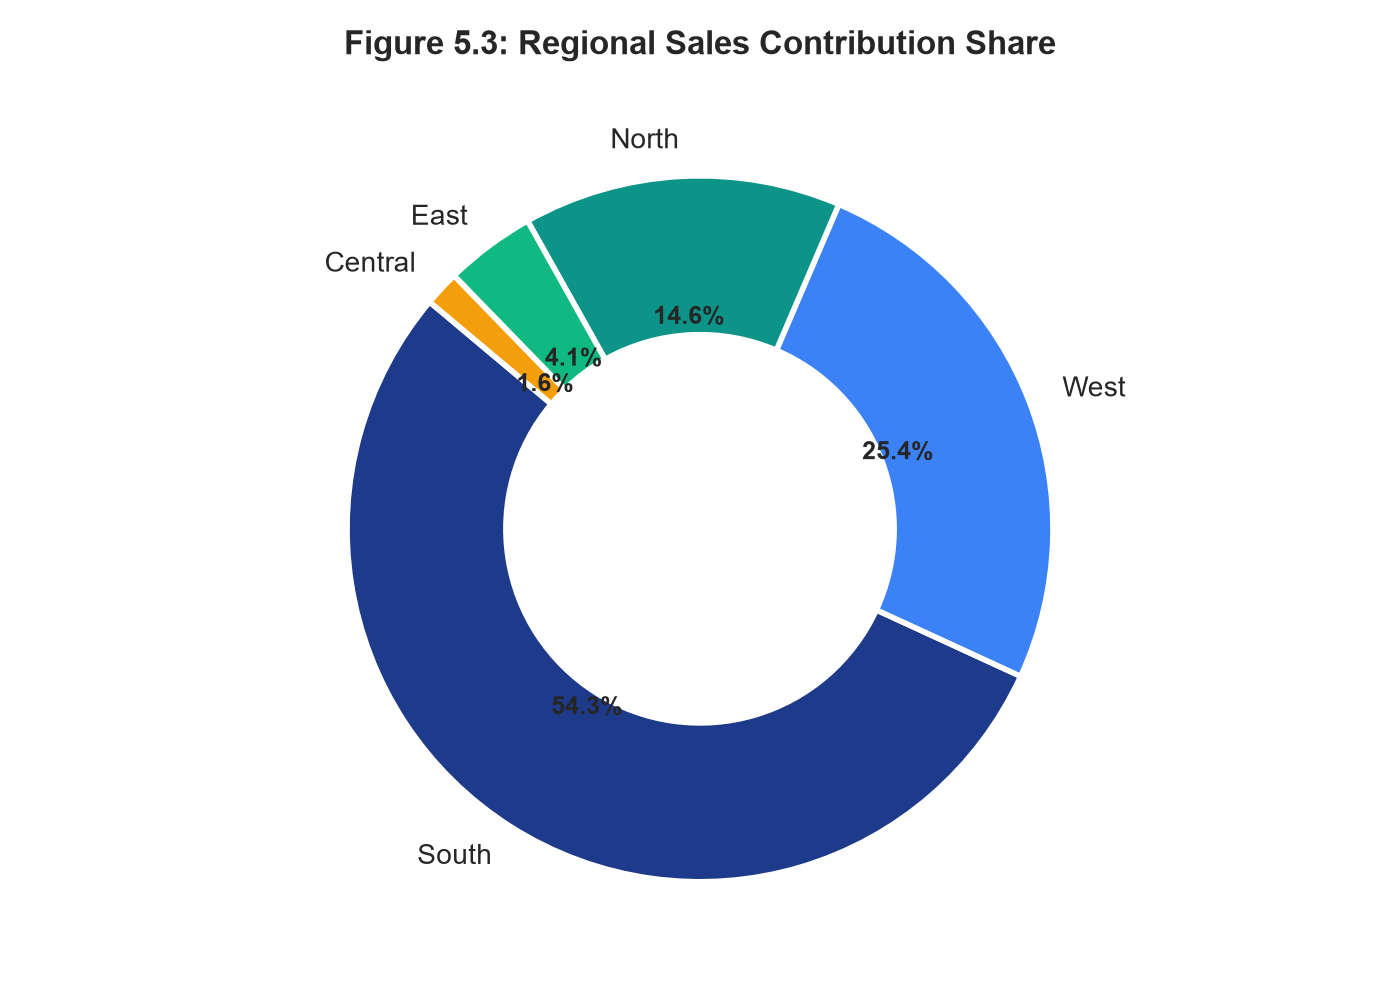 Figure 5.3: Regional Sales Contribution Share
North
East
Central
14.6%
4.1%
1.6%
West
25.4%
54.3%
South